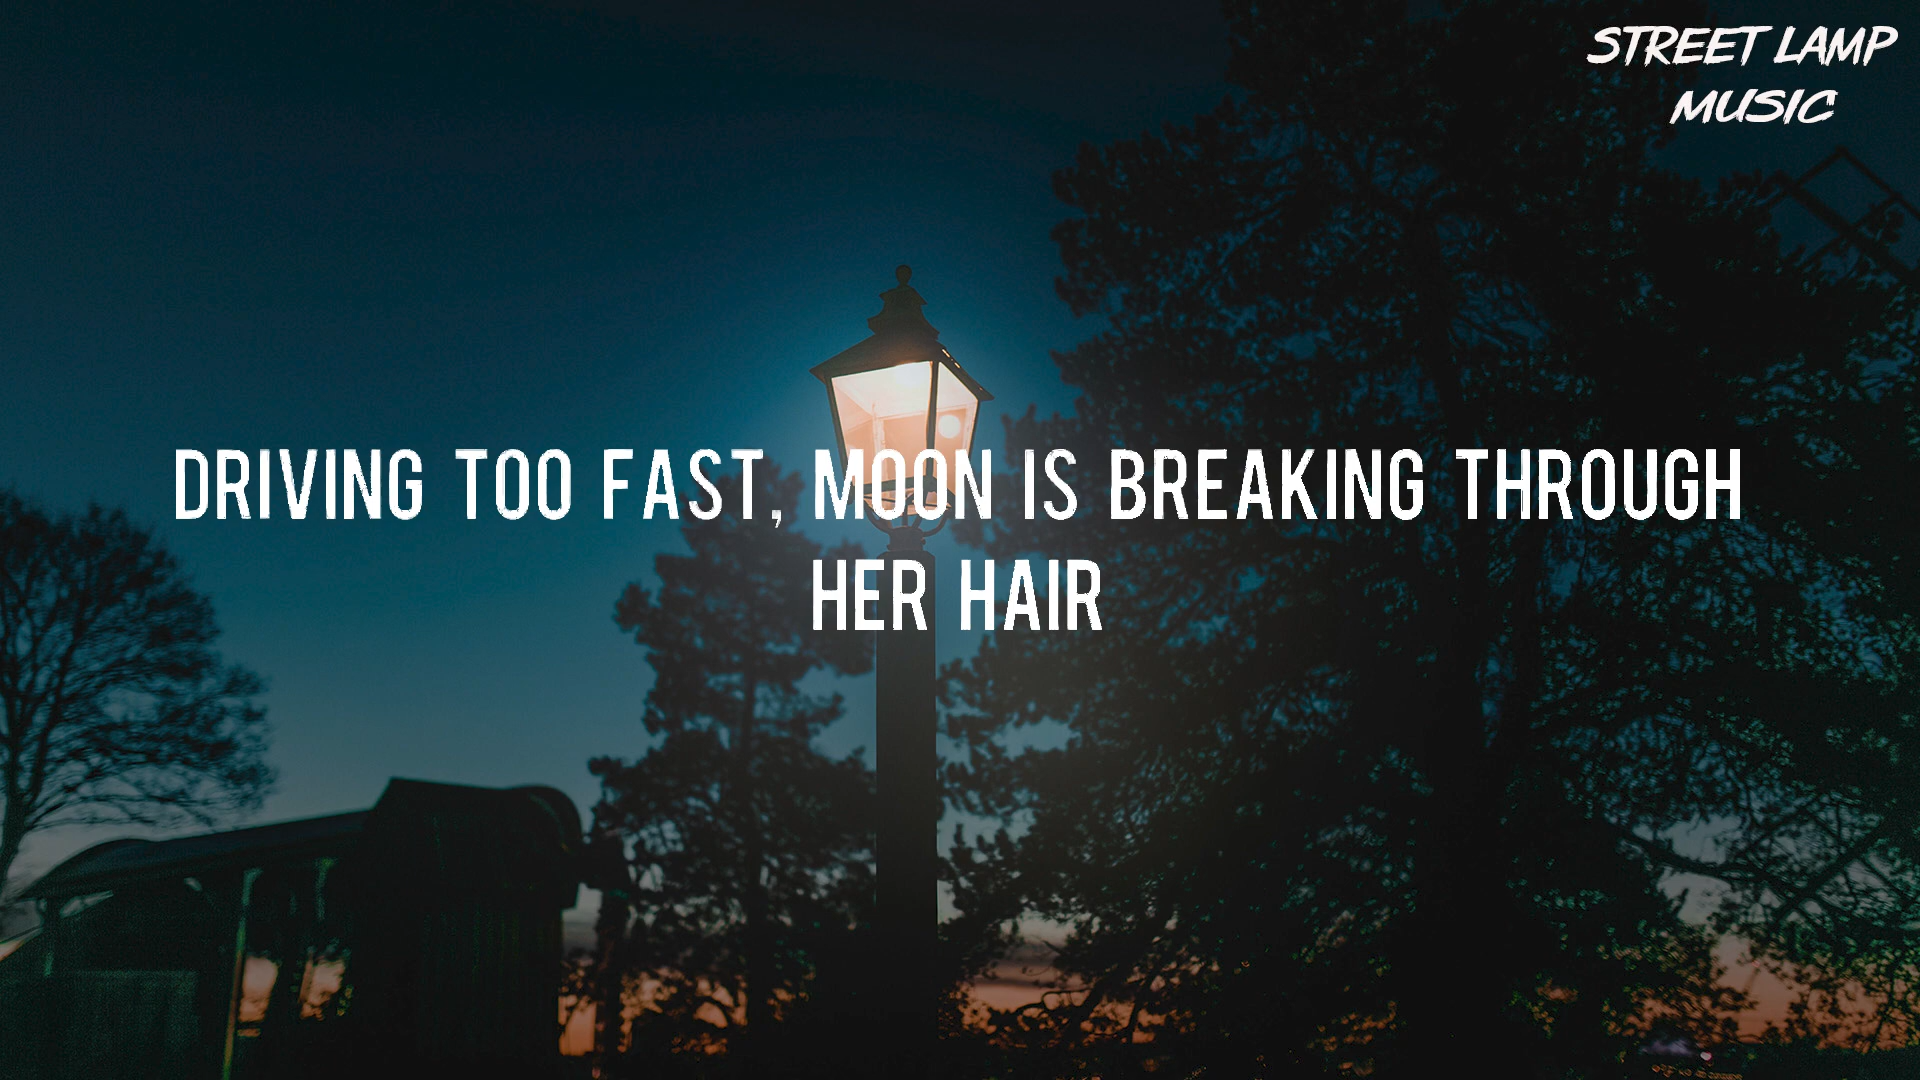 STREET LAMP
MUSIC
DRIVING TOO FAST, MOON IS BREAKING THROUGH
HER HAIR